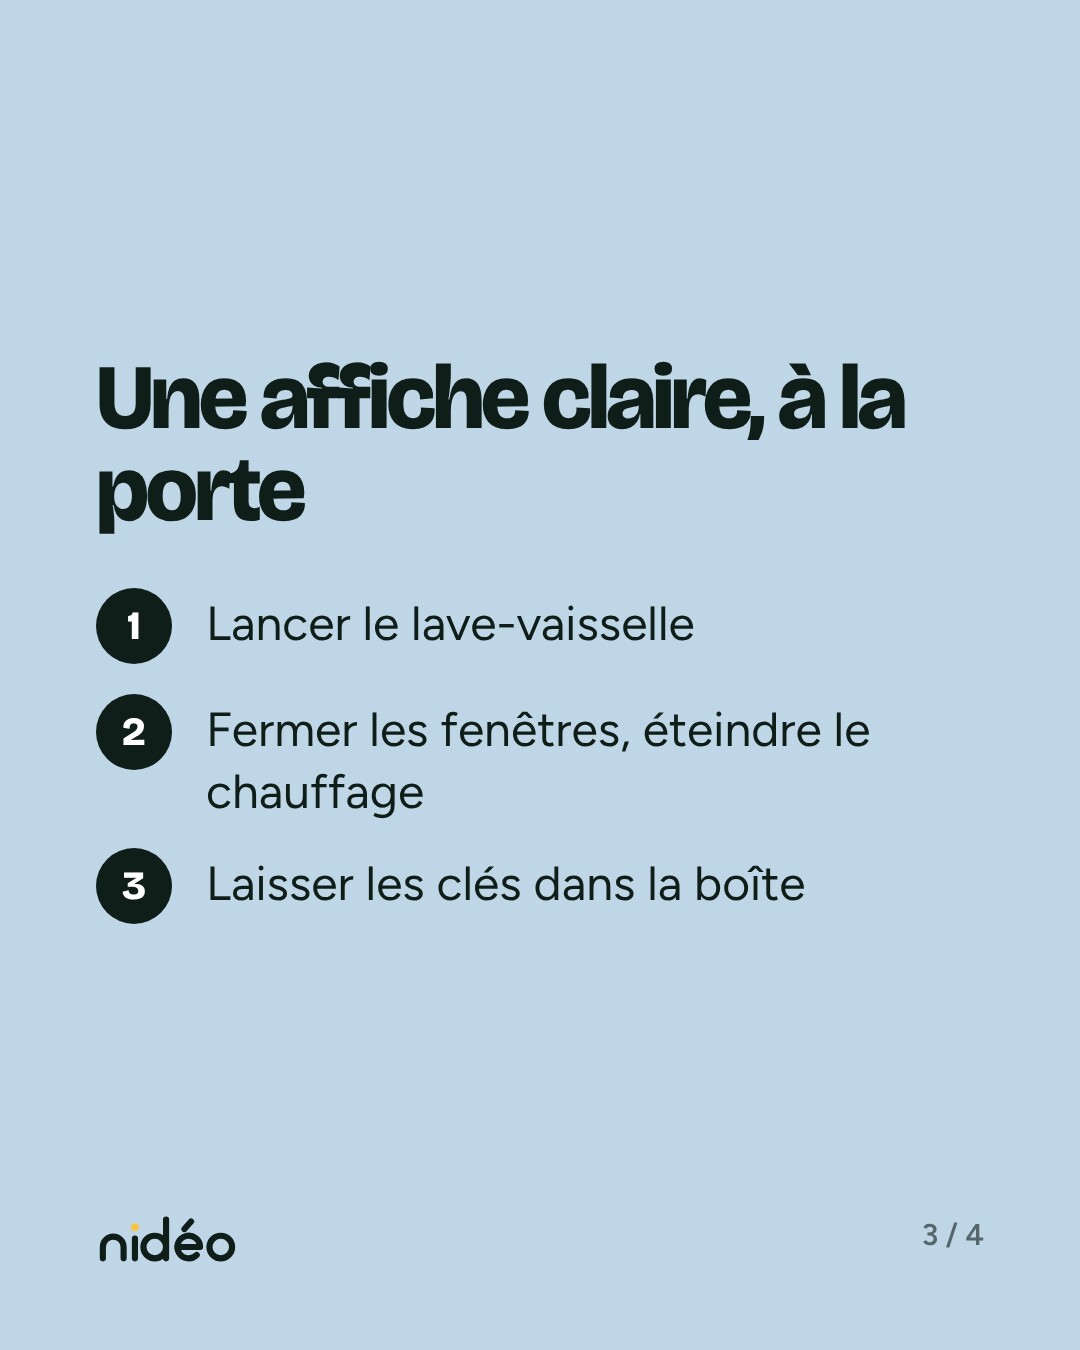 Une affiche claire, à la
porte
1 Lancer le lave-vaisselle
2 Fermer les fenêtres, éteindre le
chauffage
3 Laisser les clés dans la boîte
nidéo
3 / 4